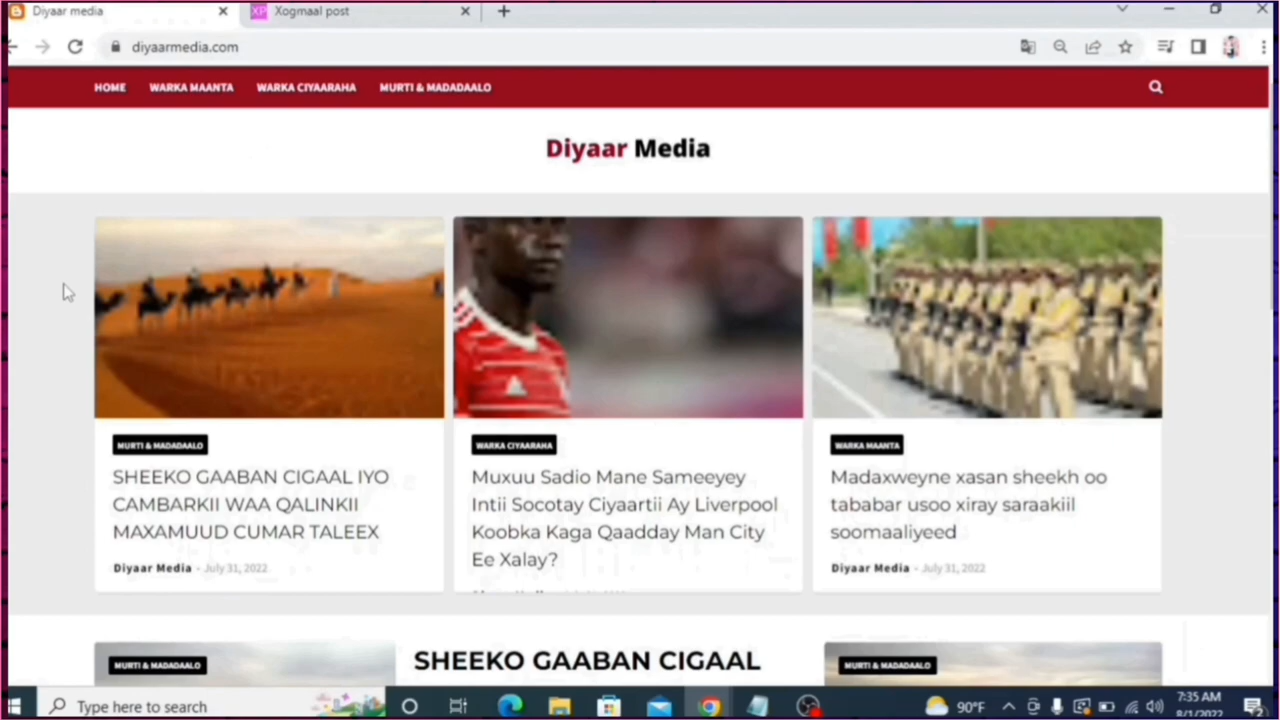 Diyaar media
XP Xogmaal post
diyaarmedia.com
HOME WARKA MAANTA WARKA CIYAARAHA MURTI & MADADAALO
Diyaar Media
MURTI & MADADAALO
SHEEKO GAABAN CIGAAL IYO
CAMBARKII WAA QALINKII
MAXAMUUD CUMAR TALEEX
Diyaar Media - July 31, 2022
WARKA CIYAARAHA
Muxuu Sadio Mane Sameeyey
Intii Socotay Ciyaartii Ay Liverpool
Koobka Kaga Qaadday Man City
Ee Xalay?
WARKA MAANTA
Madaxweyne xasan sheekh oo
tababar usoo xiray saraakiil
soomaaliyeed
Diyaar Media - July 31, 2022
MURTI & MADADAALO
SHEEKO GAABAN CIGAAL
MURTI & MADADAALO
Type here to search
90°F
7:35 AM
8/1/2022